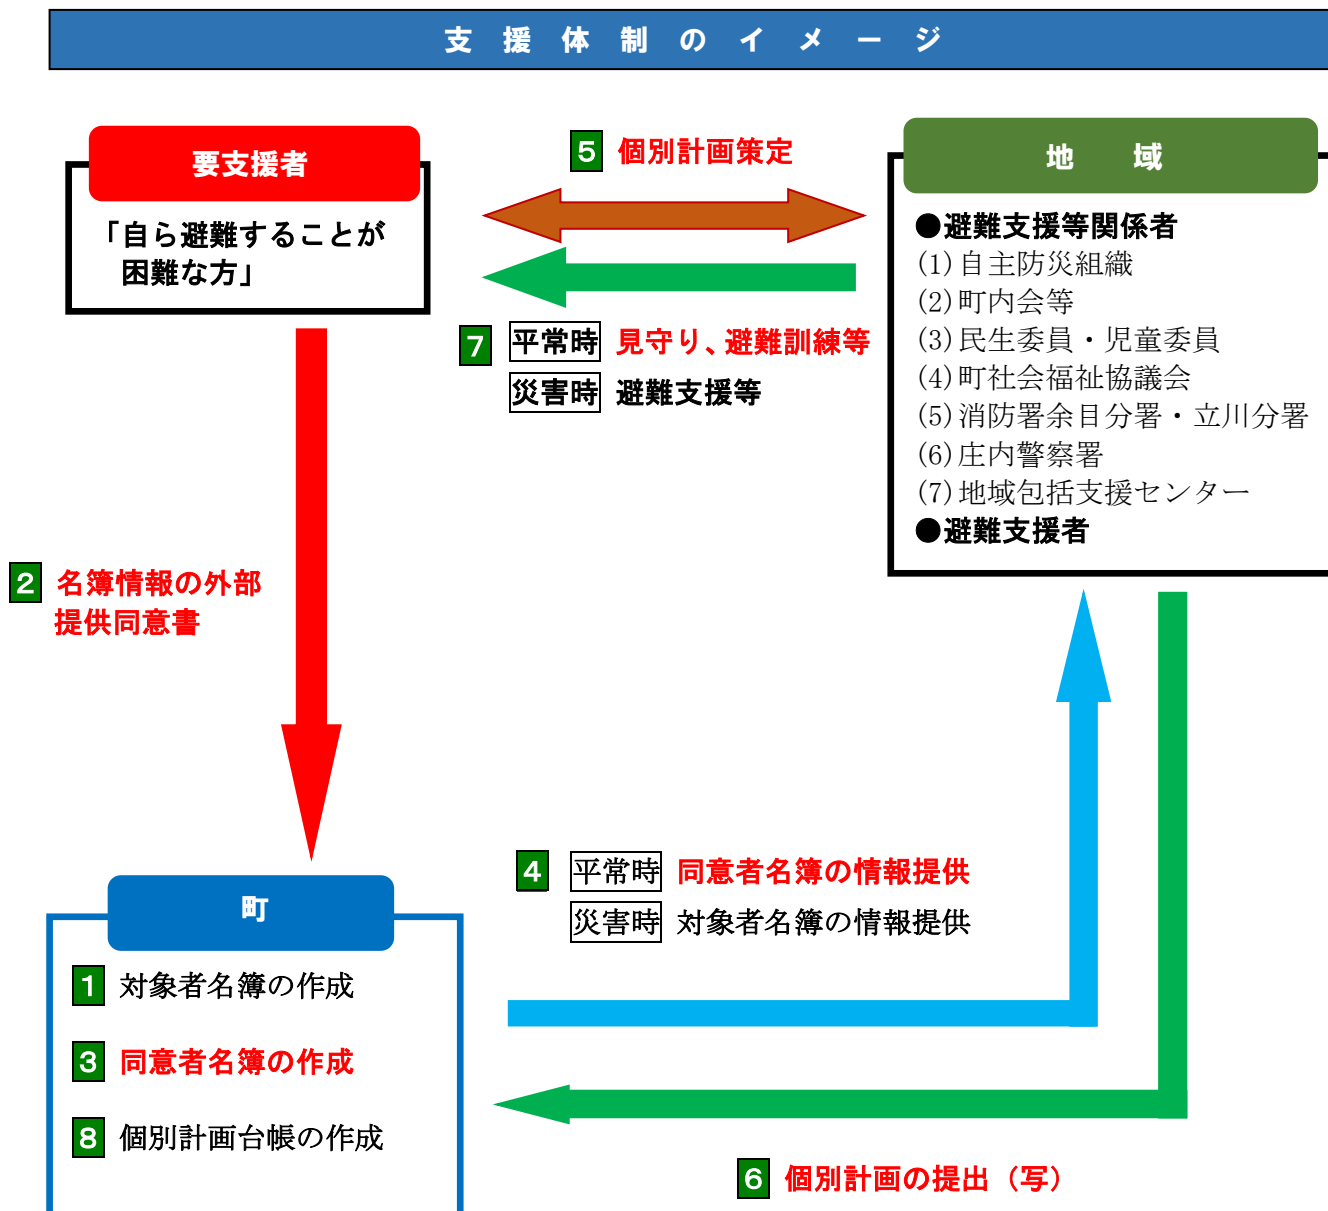 支援体制のイメージ
要支援者
「自ら避難することが
困難な方」
5 個別計画策定
7 平常時 見守り、避難訓練等
災害時 避難支援等
地域
●避難支援等関係者
(1)自主防災組織
(2)町内会等
(3)民生委員・児童委員
(4)町社会福祉協議会
(5)消防署余目分署・立川分署
(6)庄内警察署
(7)地域包括支援センター
●避難支援者
2 名簿情報の外部
提供同意書
4 平常時 同意者名簿の情報提供
災害時 対象者名簿の情報提供
町
1 対象者名簿の作成
3 同意者名簿の作成
8 個別計画台帳の作成
6 個別計画の提出（写）